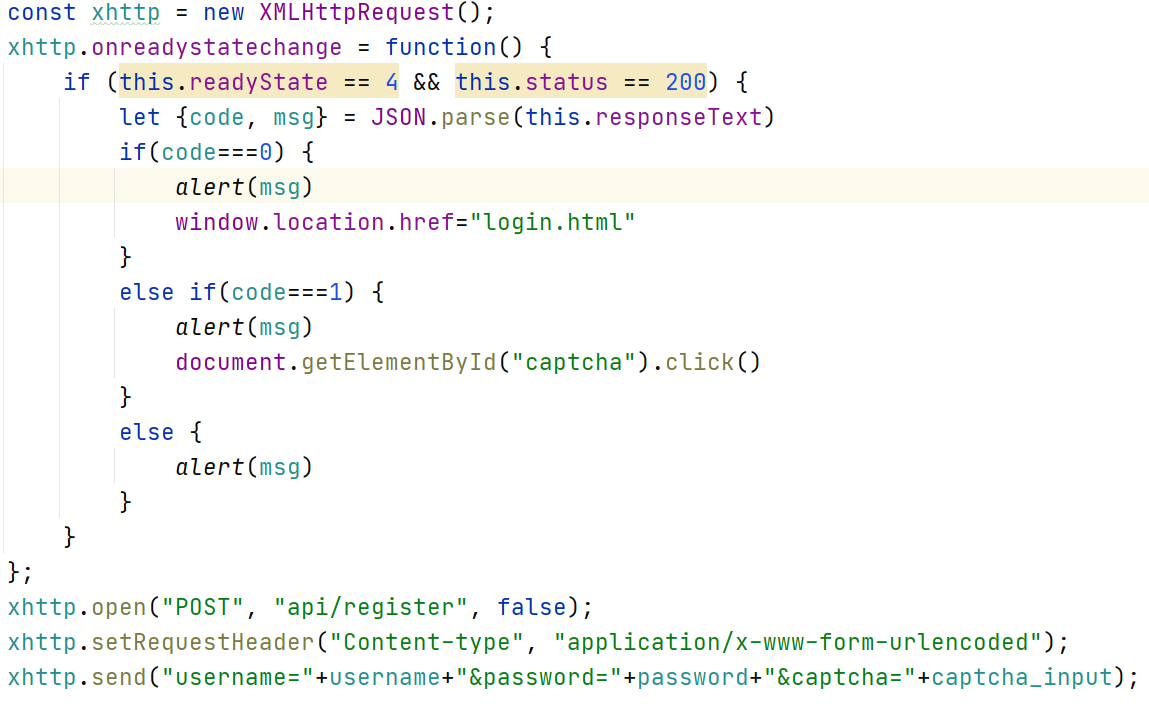 const xhttp = new XMLHttpRequest();
xhttp.onreadystatechange = function() {
    if (this.readyState == 4 && this.status == 200) {
        let {code, msg} = JSON.parse(this.responseText)
        if(code===0) {
            alert(msg)
            window.location.href="login.html"
        }
        else if(code===1) {
            alert(msg)
            document.getElementById("captcha").click()
        }
        else {
            alert(msg)
        }
    }
};
xhttp.open("POST", "api/register", false);
xhttp.setRequestHeader("Content-type", "application/x-www-form-urlencoded");
xhttp.send("username="+username+"&password="+password+"&captcha="+captcha_input);